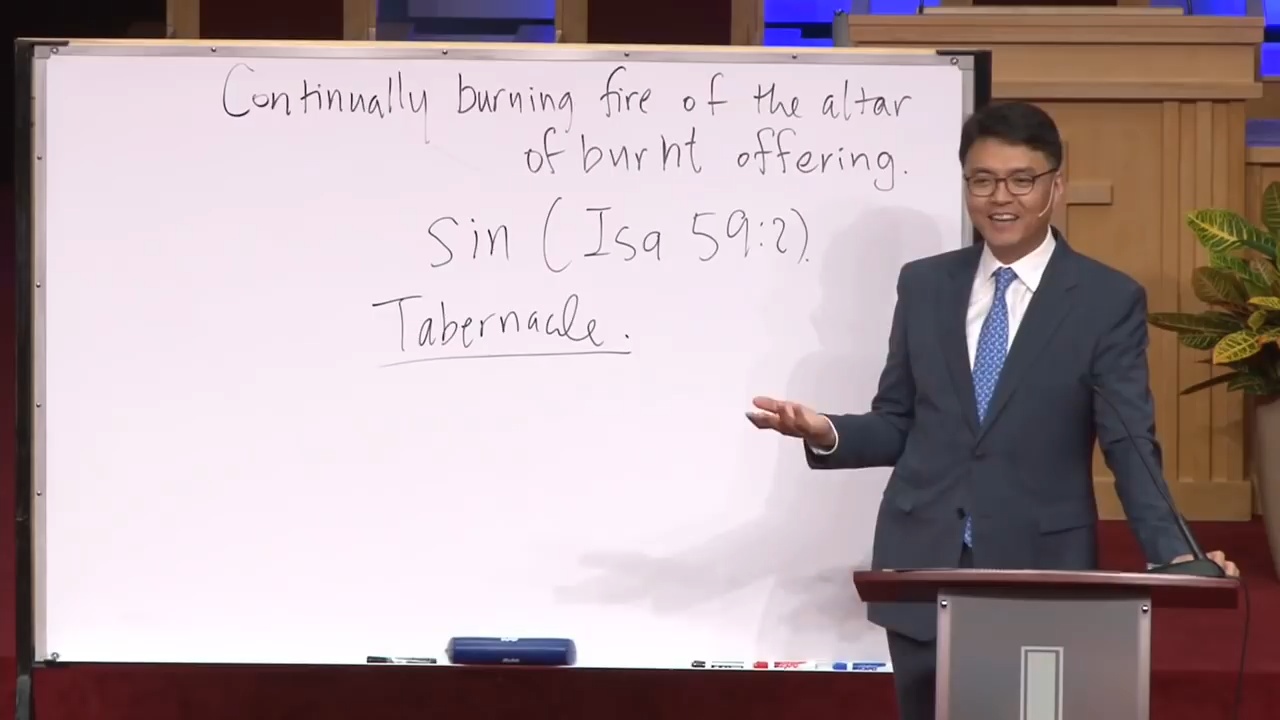 Continually burning fire of the altar
of burnt offering.
Sin (Isa 59:2).
Tabernacle.